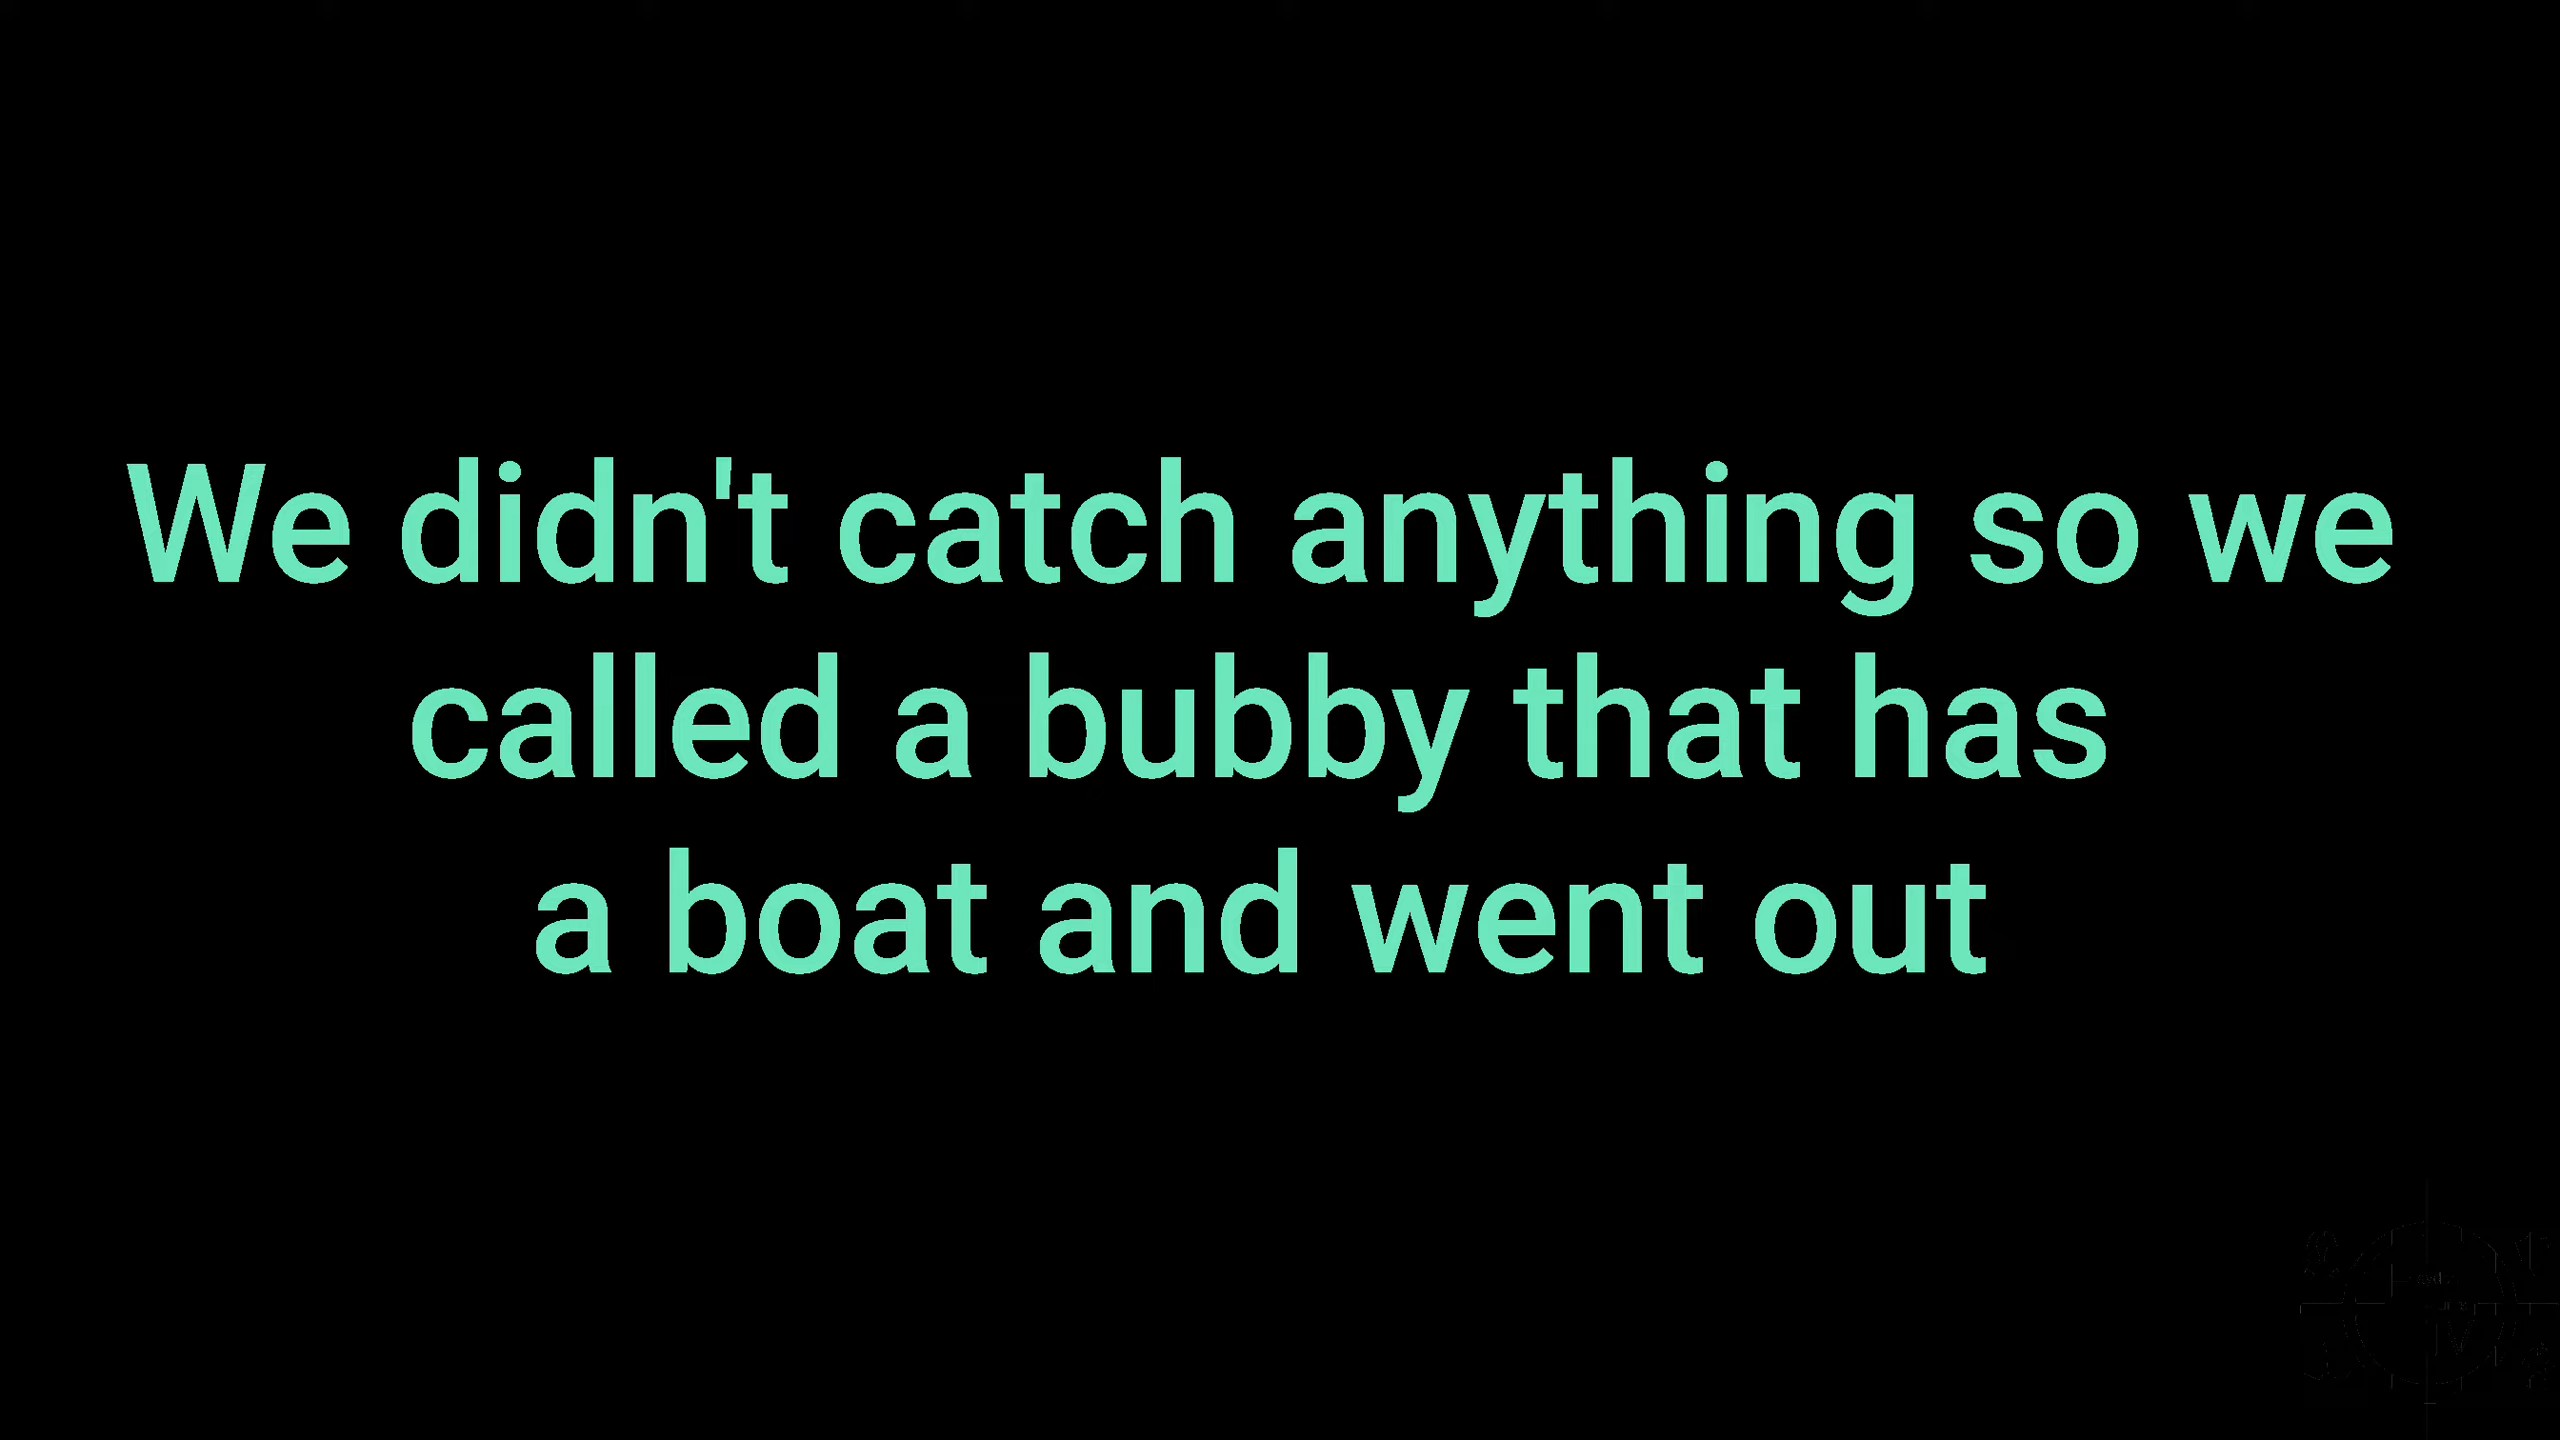 We didn't catch anything so we
called a bubby that has
a boat and went out